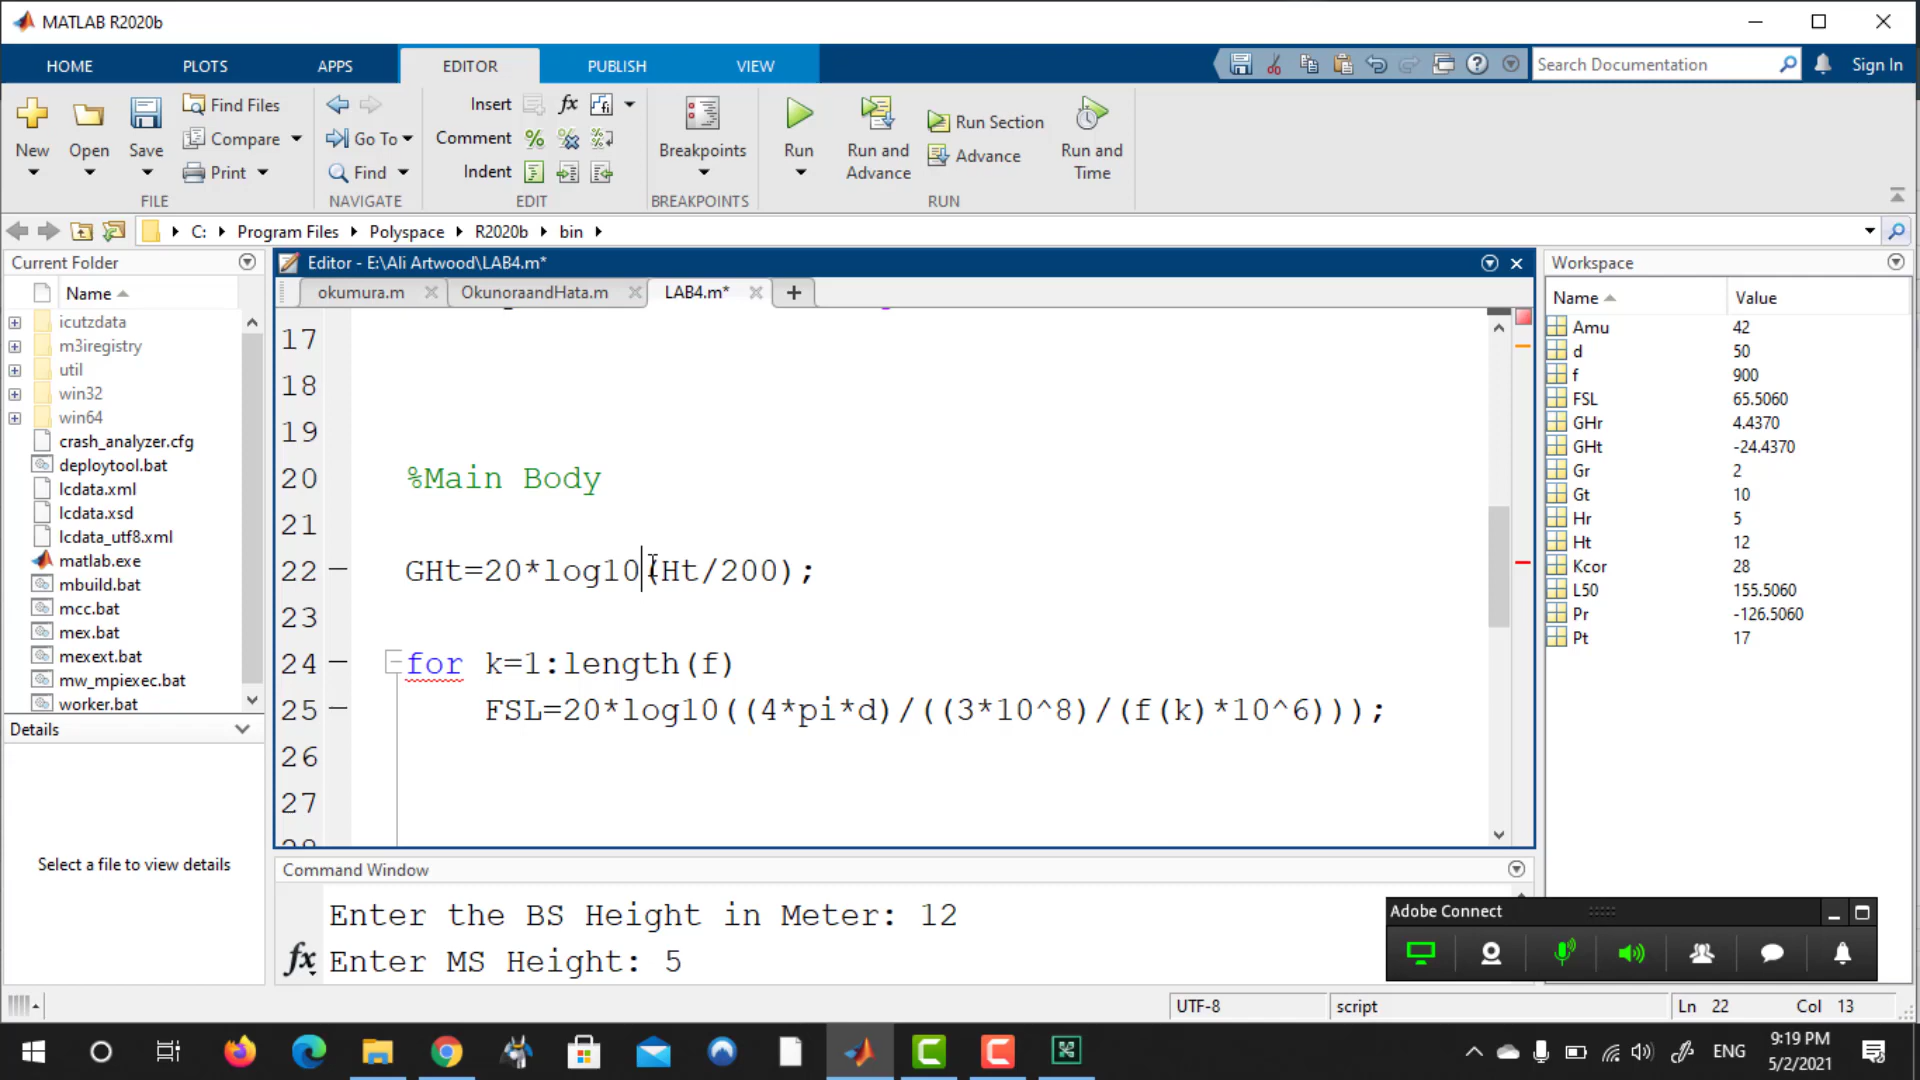 MATLAB R2020b
HOME PLOTS APPS EDITOR PUBLISH VIEW
Search Documentation
Sign In
New
Open
Save
Find Files
Compare
Print
FILE
Go To
Find
NAVIGATE
Insert fx
Comment
Indent
EDIT
Breakpoints
BREAKPOINTS
Run
Run and Advance
Run Section
Advance
Run and Time
RUN
C: Program Files Polyspace R2020b bin
Current Folder
Name
icutzdata
m3iregistry
util
win32
win64
crash_analyzer.cfg
deploytool.bat
lcdata.xml
lcdata.xsd
lcdata_utf8.xml
matlab.exe
mbuild.bat
mcc.bat
mex.bat
mexext.bat
mw_mpiexec.bat
worker.bat
Details
Select a file to view details
Editor - E:\Ali Artwood\LAB4.m*
okumura.m OkunoraandHata.m LAB4.m*
17
18
19
20 %Main Body
21
22 GHt=20*log10(Ht/200);
23
24 for k=1:length(f)
25 FSL=20*log10((4*pi*d)/((3*10^8)/(f(k)*10^6)));
26
27
Command Window
Enter the BS Height in Meter: 12
fx Enter MS Height: 5
Workspace
Name Value
Amu 42
d 50
f 900
FSL 65.5060
GHr 4.4370
GHt -24.4370
Gr 2
Gt 10
Hr 5
Ht 12
Kcor 28
L50 155.5060
Pr -126.5060
Pt 17
Adobe Connect
UTF-8 script Ln 22 Col 13
ENG
9:19 PM
5/2/2021